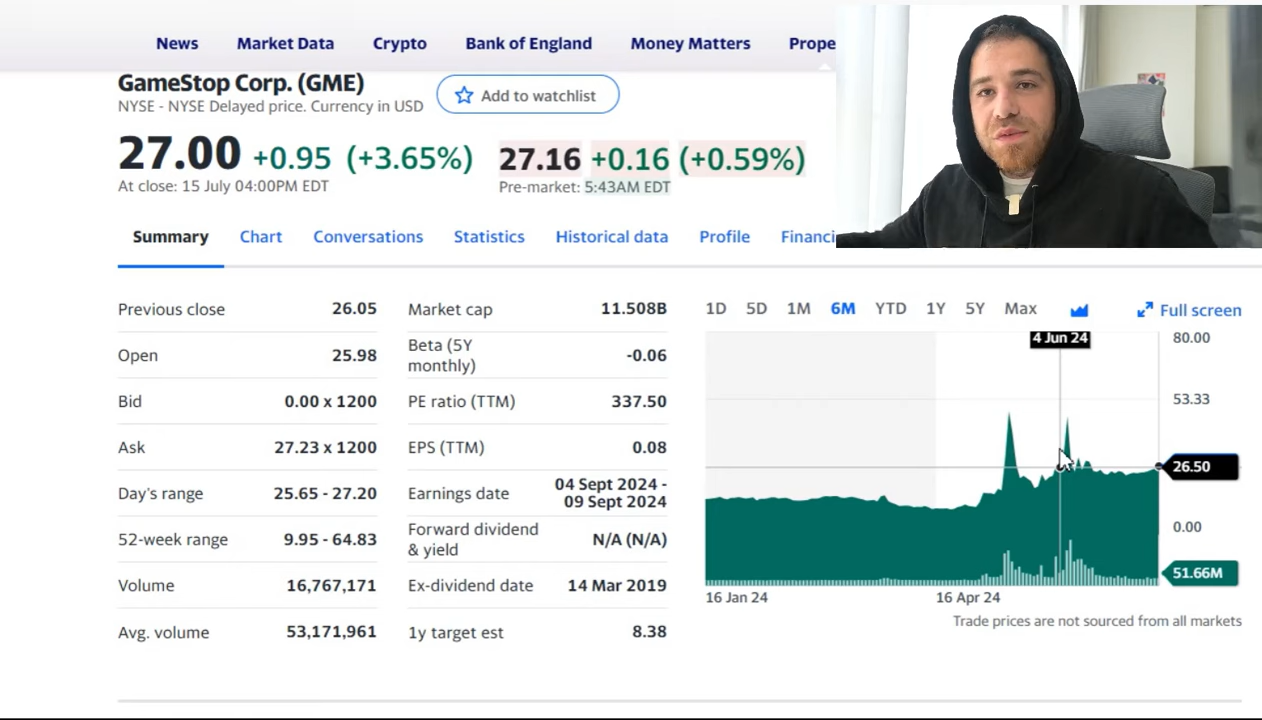 News Market Data Crypto Bank of England Money Matters Prope
GameStop Corp. (GME)
NYSE - NYSE Delayed price. Currency in USD
Add to watchlist
27.00 +0.95 (+3.65%)
At close: 15 July 04:00PM EDT
27.16 +0.16 (+0.59%)
Pre-market: 5:43AM EDT
Summary Chart Conversations Statistics Historical data Profile Financi
Previous close 26.05
Open 25.98
Bid 0.00 x 1200
Ask 27.23 x 1200
Day's range 25.65 - 27.20
52-week range 9.95 - 64.83
Volume 16,767,171
Avg. volume 53,171,961
Market cap 11.508B
Beta (5Y
monthly) -0.06
PE ratio (TTM) 337.50
EPS (TTM) 0.08
Earnings date 04 Sept 2024 -
09 Sept 2024
Forward dividend
& yield N/A (N/A)
Ex-dividend date 14 Mar 2019
1y target est 8.38
1D 5D 1M 6M YTD 1Y 5Y Max Full screen
4 Jun 24
80.00
53.33
26.50
0.00
51.66M
16 Jan 24 16 Apr 24
Trade prices are not sourced from all markets